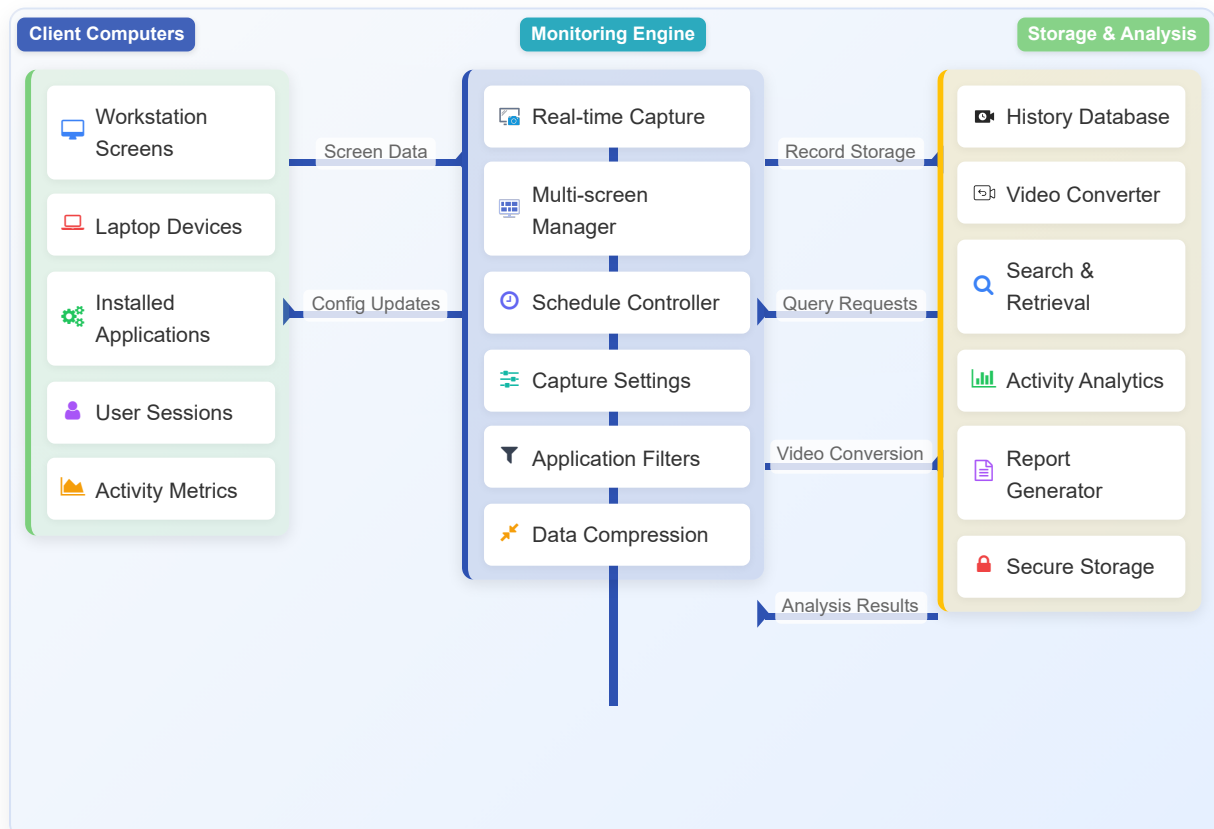 Client Computers
Monitoring Engine
Storage & Analysis
Workstation
Screens
Laptop Devices
Installed
Applications
User Sessions
Activity Metrics
Screen Data
Config Updates
Real-time Capture
Multi-screen
Manager
Schedule Controller
Capture Settings
Application Filters
Data Compression
Record Storage
Query Requests
Video Conversion
Analysis Results
History Database
Video Converter
Search &
Retrieval
Activity Analytics
Report
Generator
Secure Storage